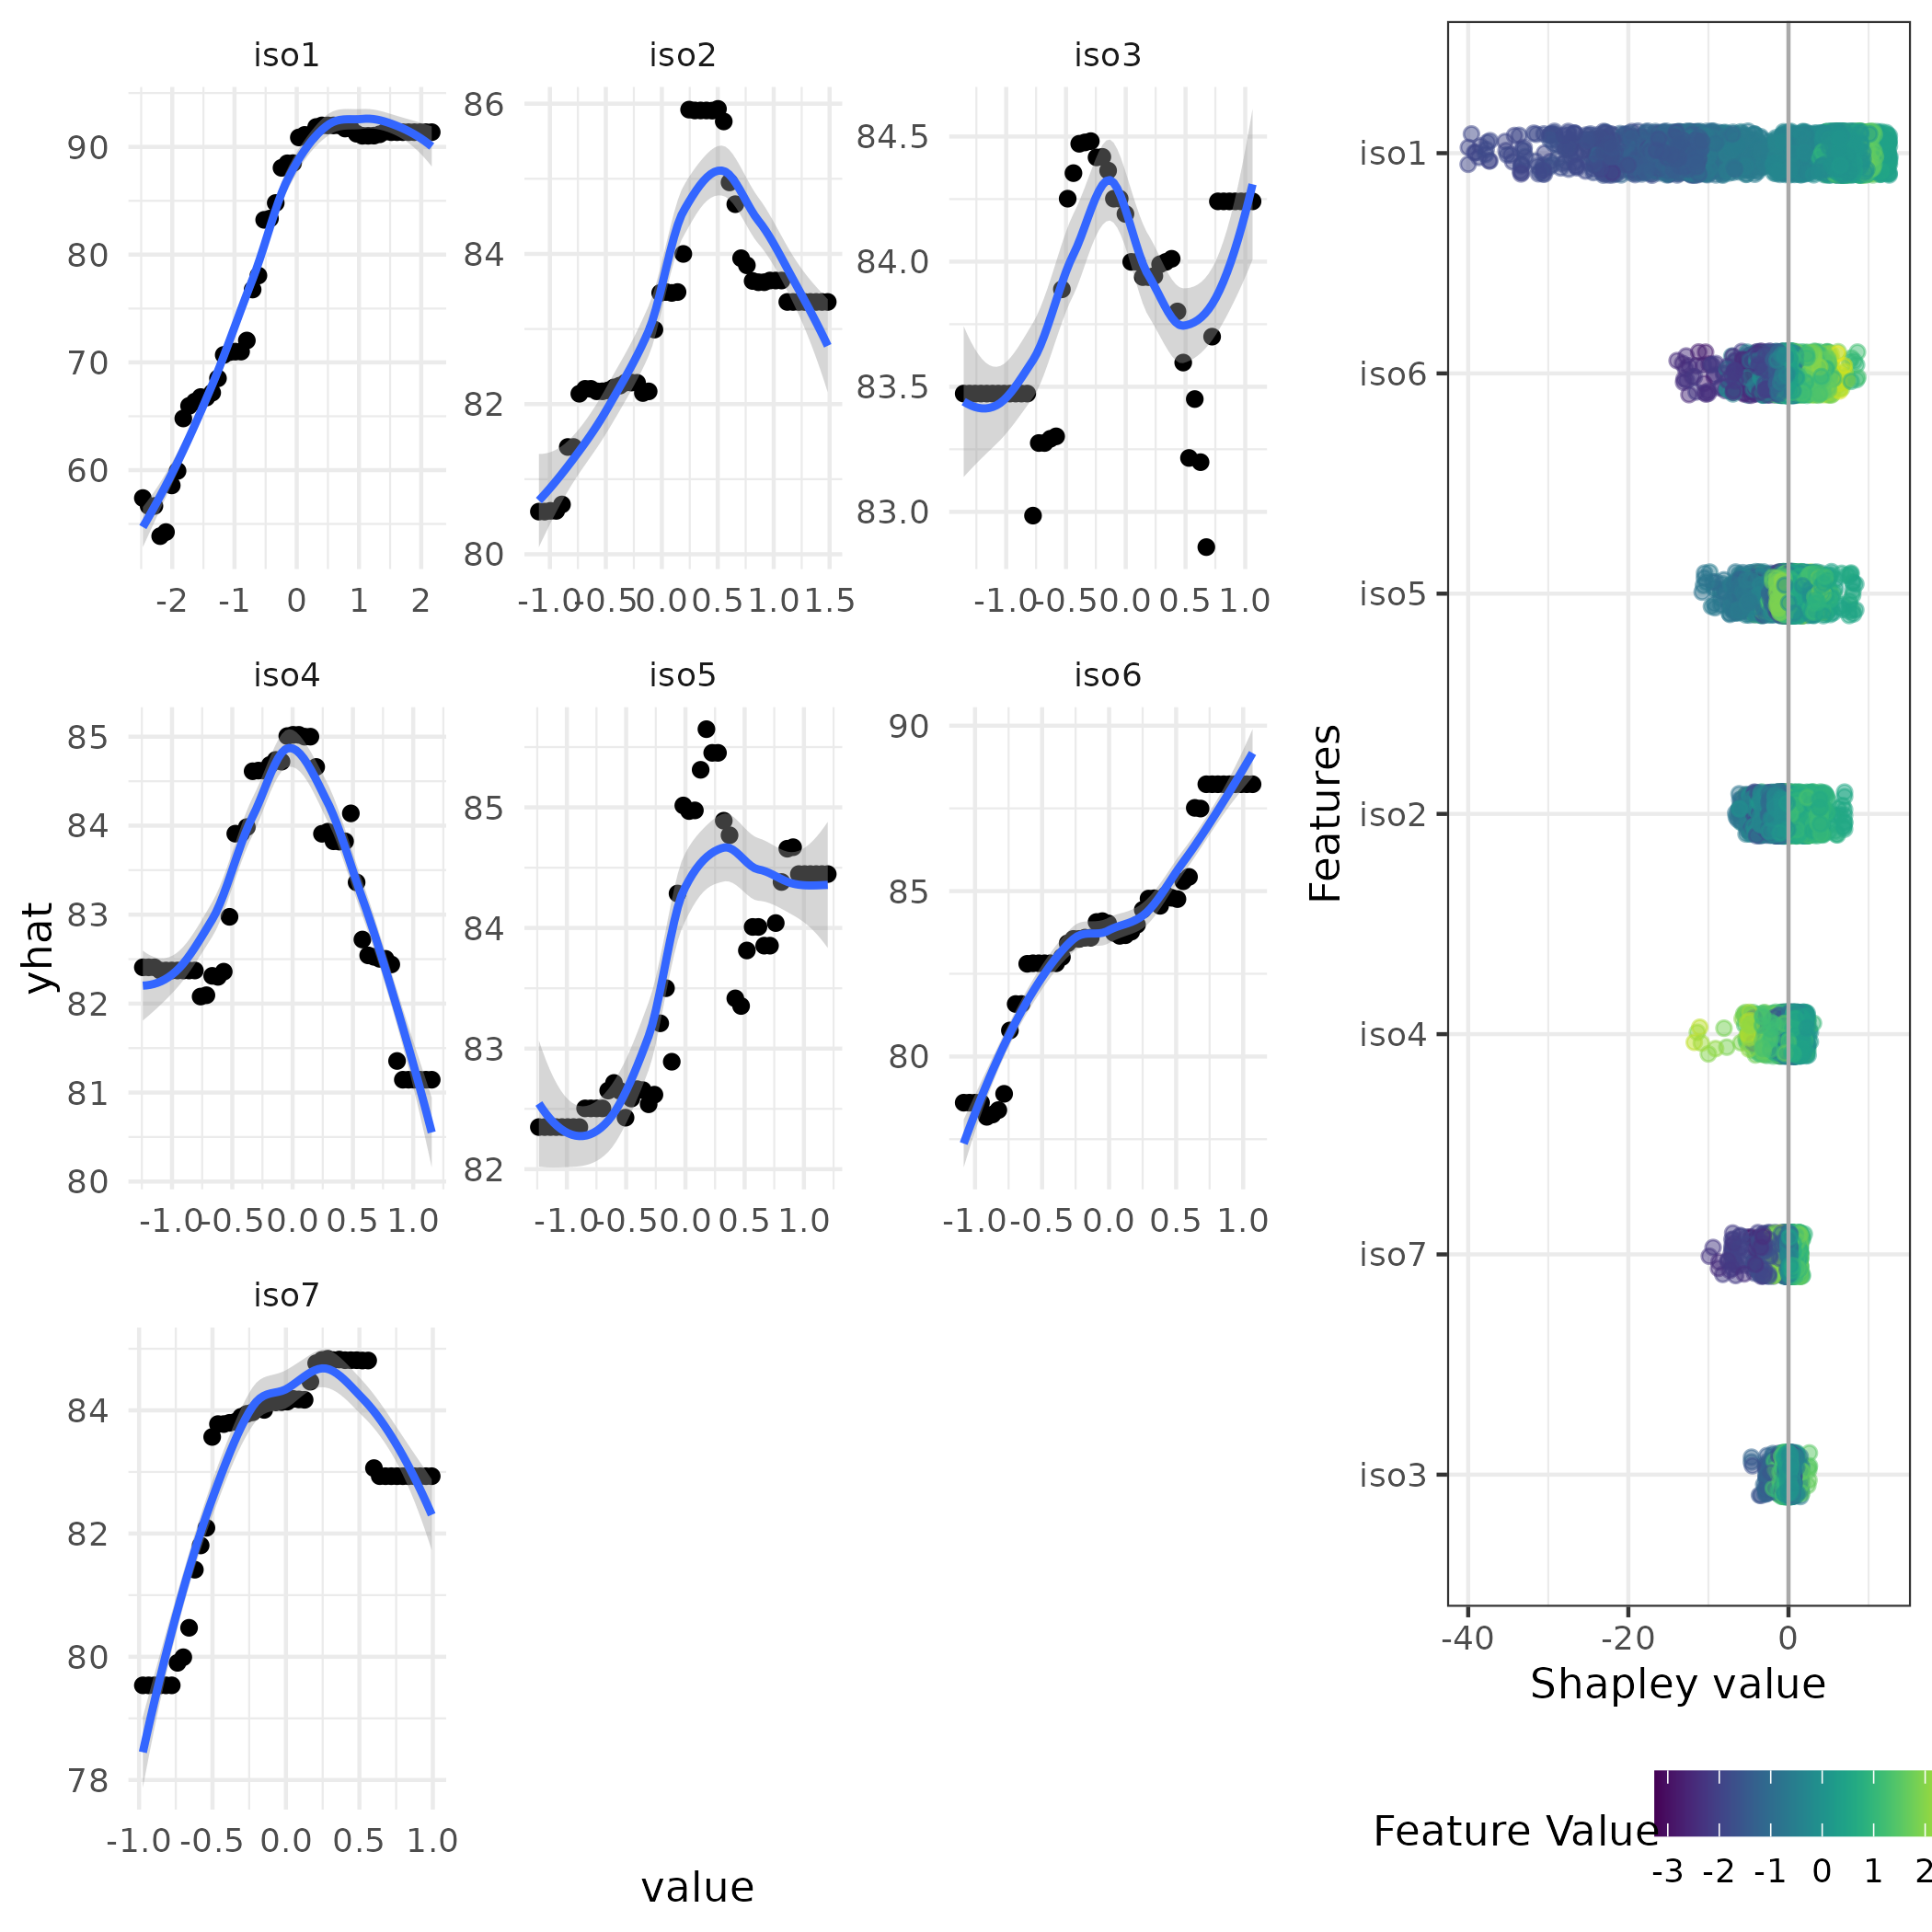 iso1
iso2
iso3
90
80
70
60
86
84
82
80
84.5
84.0
83.5
83.0
-2 -1 0 1 2
-1.0 -0.5 0.0 0.5 1.0 1.5
-1.0 -0.5 0.0 0.5 1.0
iso4
iso5
iso6
85
84
83
82
81
80
85
84
83
82
90
85
80
-1.0 -0.5 0.0 0.5 1.0
-1.0 -0.5 0.0 0.5 1.0
-1.0 -0.5 0.0 0.5 1.0
iso7
84
82
80
78
-1.0 -0.5 0.0 0.5 1.0
yhat
value
Features
iso1
iso6
iso5
iso2
iso4
iso7
iso3
-40 -20 0
Shapley value
Feature Value
-3 -2 -1 0 1 2